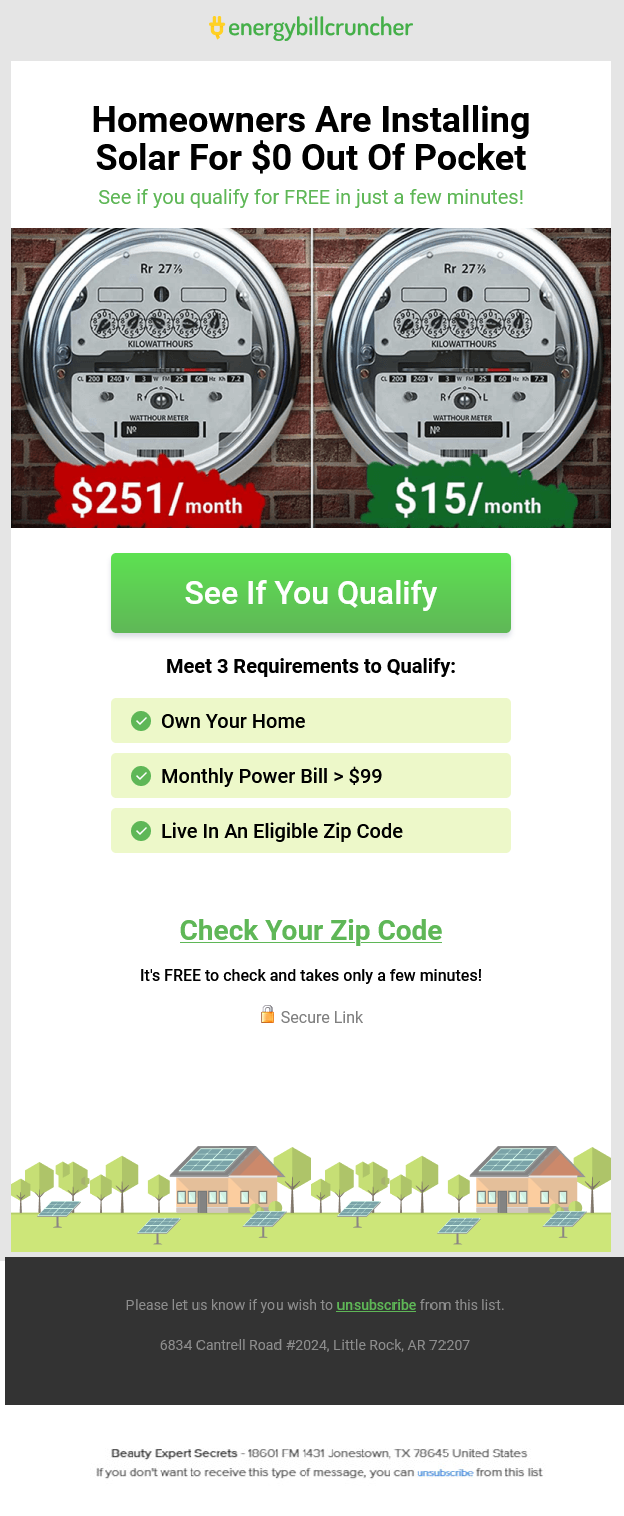 energybillcruncher
Homeowners Are Installing
Solar For $0 Out Of Pocket
See if you qualify for FREE in just a few minutes!
Rr 27⅞ Rr 27⅞
KILOWATTHOURS KILOWATTHOURS
CL 200 240 V 3 W FM 2S 60 Hz Kh 7.2 CL 200 240 V 3 W FM 2S 60 Hz Kh 7.2
R L R L
WATTHOUR METER WATTHOUR METER
Nº Nº
$251/month $15/month
See If You Qualify
Meet 3 Requirements to Qualify:
Own Your Home
Monthly Power Bill > $99
Live In An Eligible Zip Code
Check Your Zip Code
It's FREE to check and takes only a few minutes!
Secure Link
Please let us know if you wish to unsubscribe from this list.
6834 Cantrell Road #2024, Little Rock, AR 72207
Beauty Expert Secrets - 18601 FM 1431 Jonestown, TX 78645 United States
If you don't want to receive this type of message, you can unsubscribe from this list